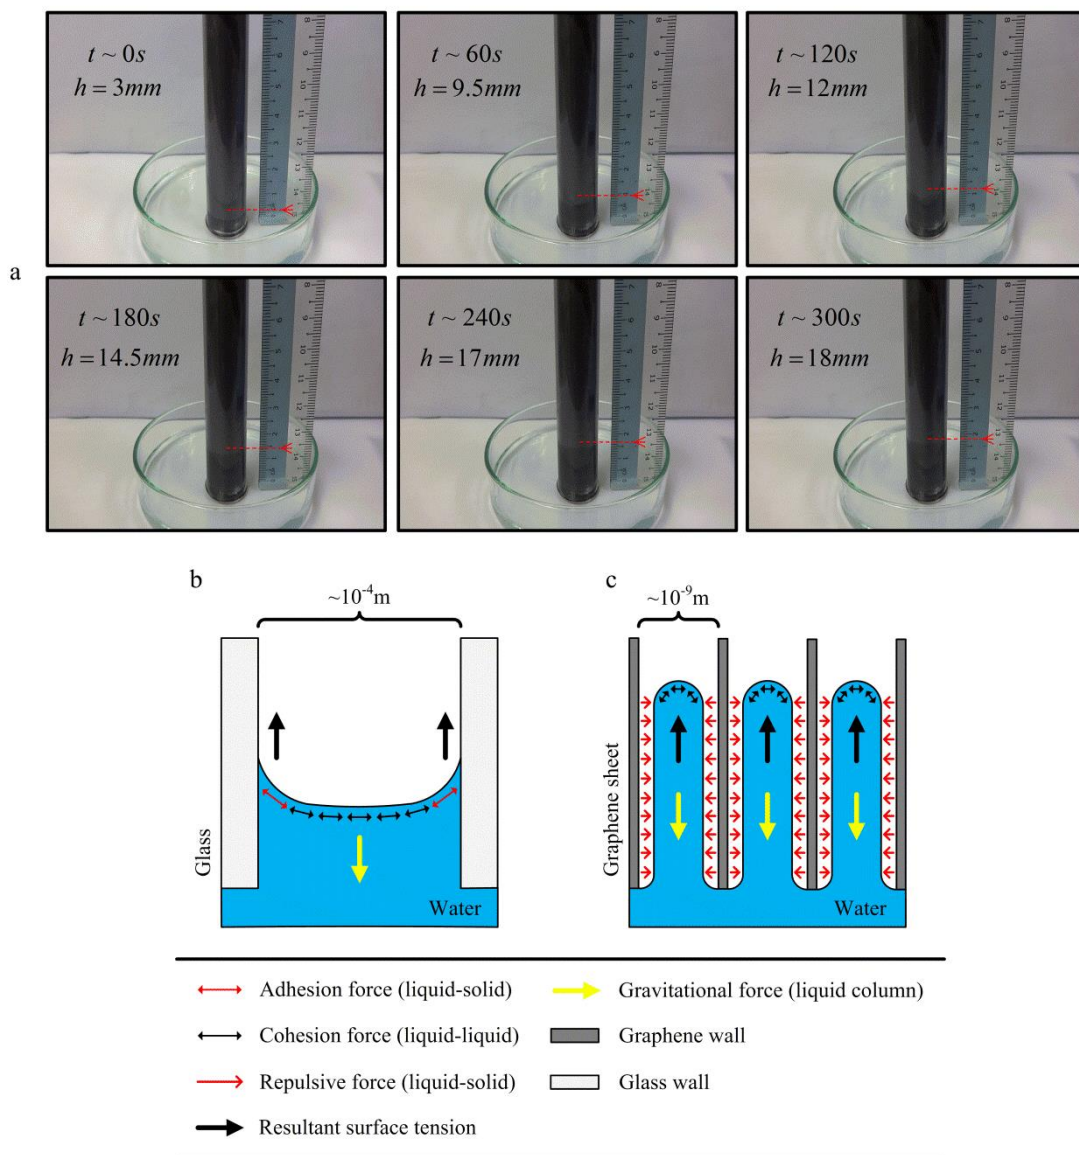 t ~ 0s
h = 3mm
t ~ 60s
h = 9.5mm
t ~ 120s
h = 12mm
a
t ~ 180s
h = 14.5mm
t ~ 240s
h = 17mm
t ~ 300s
h = 18mm
b
~10⁻⁴m
Glass
Water
c
~10⁻⁹m
Graphene sheet
Water
Adhesion force (liquid-solid)
Cohesion force (liquid-liquid)
Repulsive force (liquid-solid)
Resultant surface tension
Gravitational force (liquid column)
Graphene wall
Glass wall